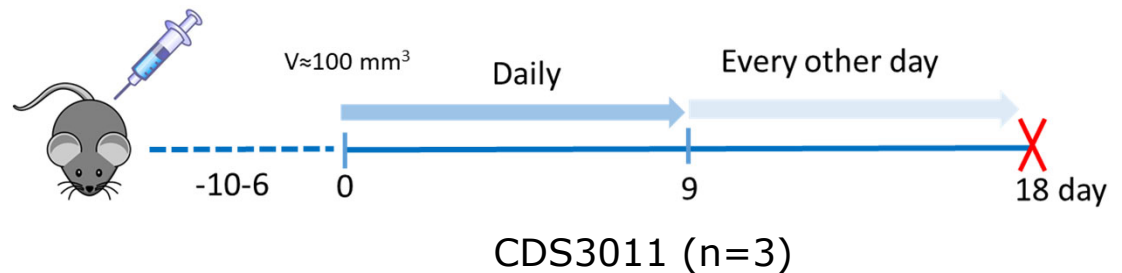 V≈100 mm³
Daily
Every other day
-10-6
0
9
18 day
CDS3011 (n=3)